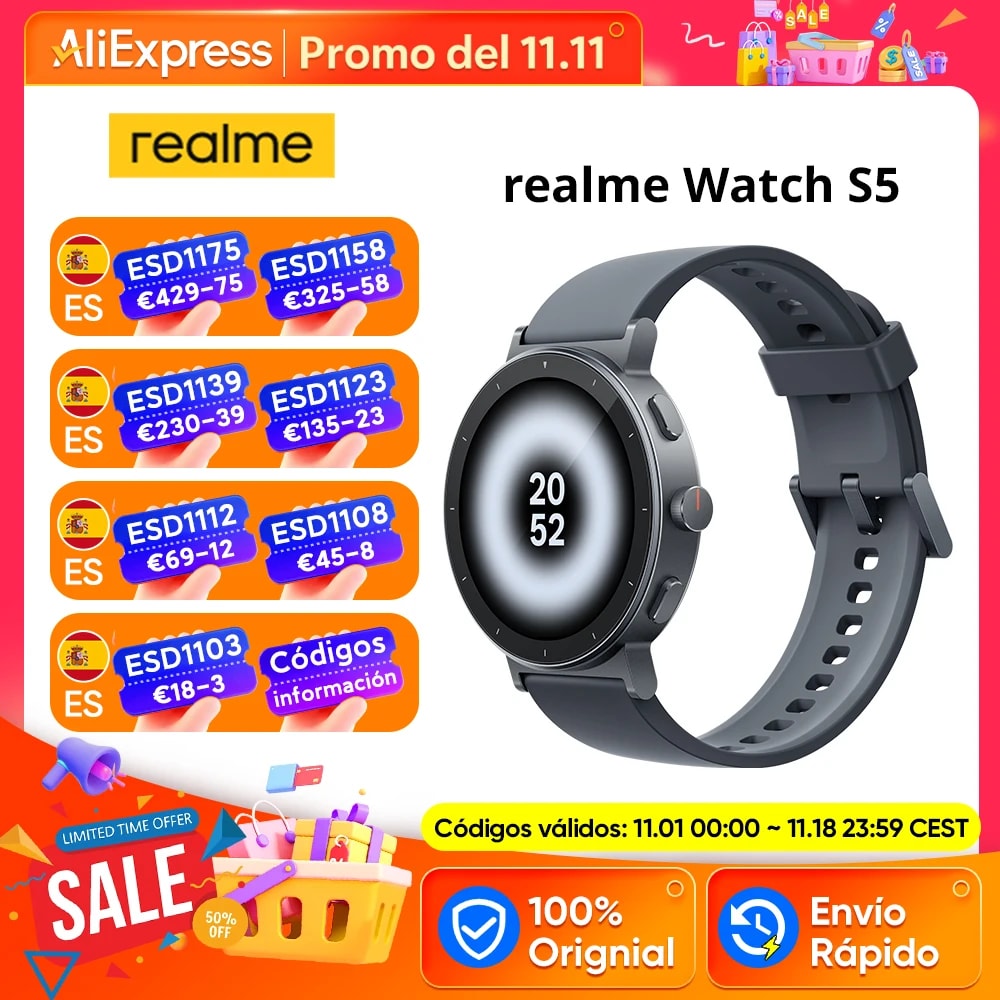 AliExpress | Promo del 11.11
SALE
SALE
realme
realme Watch S5
ES
ESD1175
€429-75
ESD1158
€325-58
ES
ESD1139
€230-39
ESD1123
€135-23
ES
ESD1112
€69-12
ESD1108
€45-8
ES
ESD1103
€18-3
Códigos
información
20
52
LIMITED TIME OFFER
SALE
50%
OFF
Códigos válidos: 11.01 00:00 ~ 11.18 23:59 CEST
100%
Orignial
Envío
Rápido